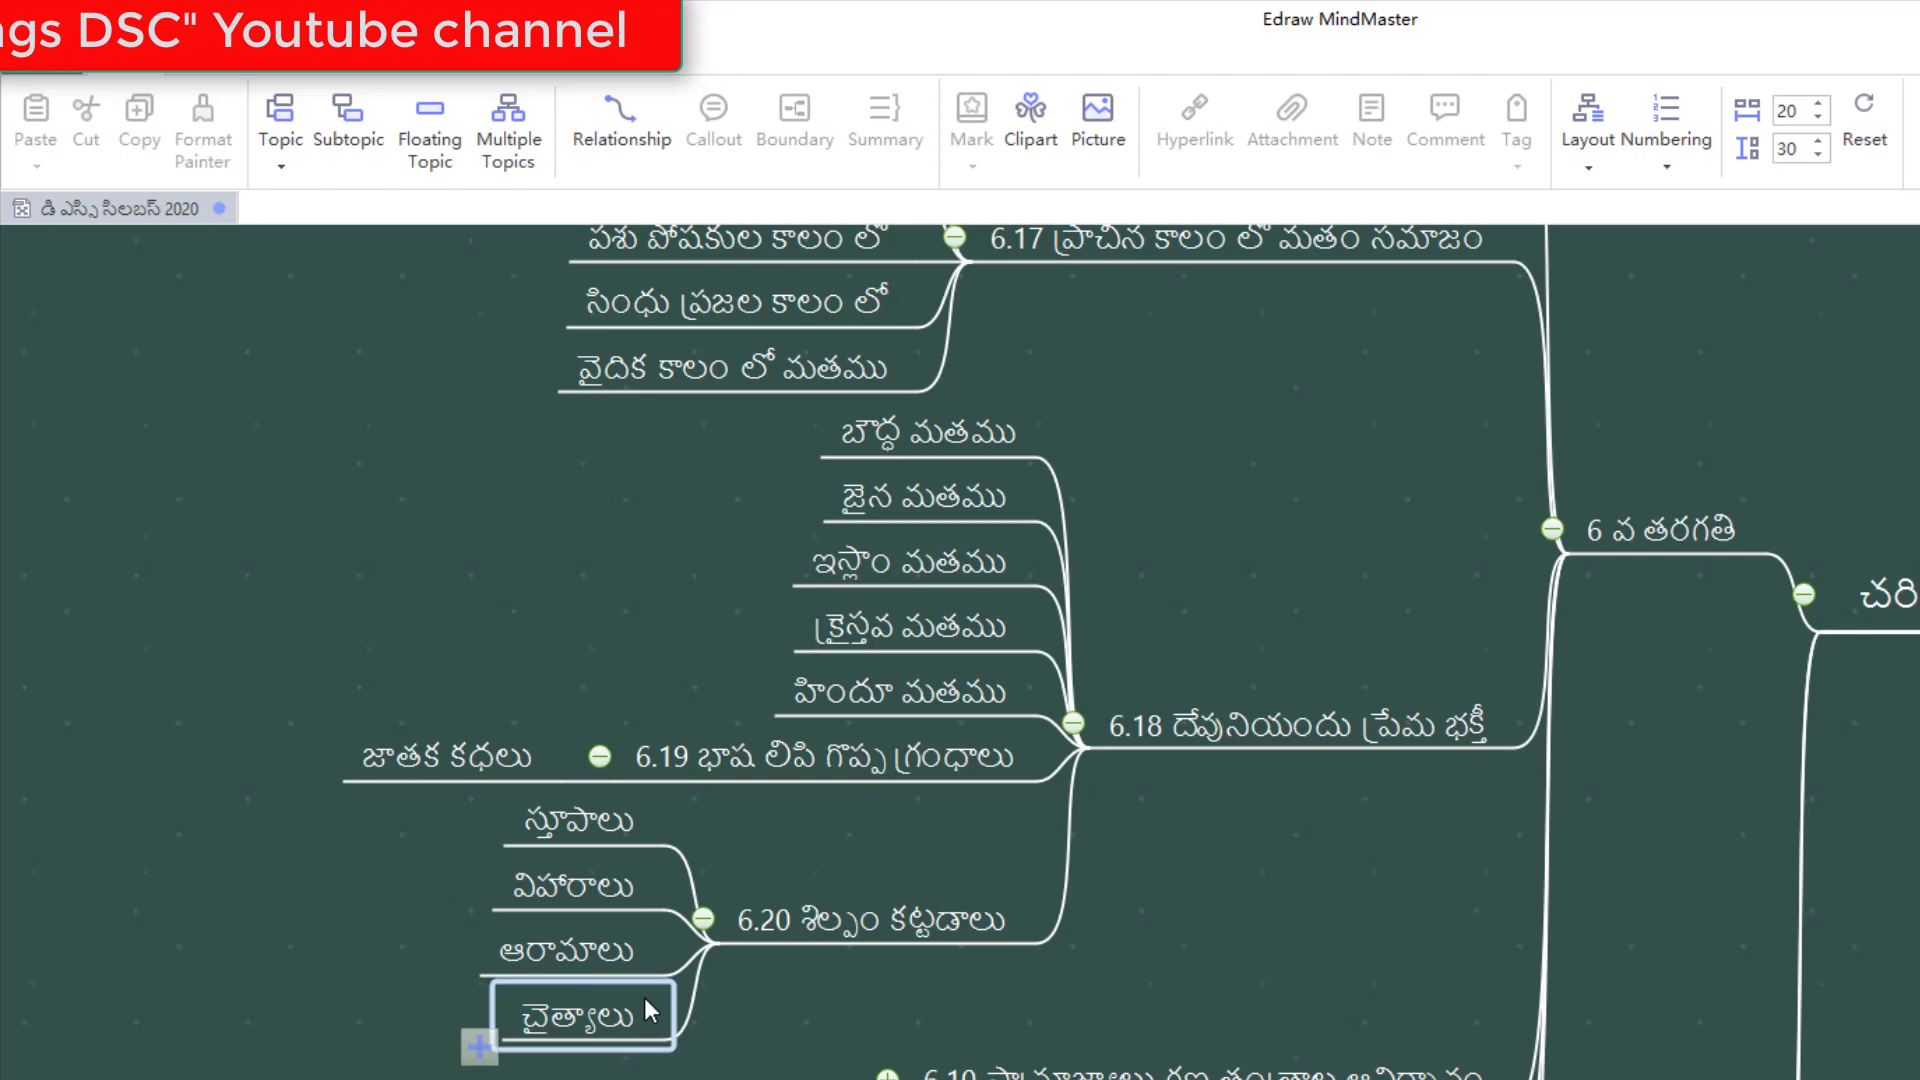 ngs DSC" Youtube channel
Edraw MindMaster
Paste
Cut
Copy
Format Painter
Topic
Subtopic
Floating Topic
Multiple Topics
Relationship
Callout
Boundary
Summary
Mark
Clipart
Picture
Hyperlink
Attachment
Note
Comment
Tag
Layout
Numbering
20
30
Reset
డి ఎస్సి సిలబస్ 2020
పశు పోషకుల కాలం లో
6.17 ప్రాచీన కాలం లో మతం సమాజం
సింధు ప్రజల కాలం లో
వైదిక కాలం లో మతము
బౌద్ధ మతము
జైన మతము
ఇస్లాం మతము
క్రైస్తవ మతము
హిందూ మతము
6.18 దేవునియందు ప్రేమ భక్తీ
6 వ తరగతి
చరి
జాతక కధలు
6.19 భాష లిపి గొప్ప గ్రంధాలు
స్తూపాలు
విహారాలు
6.20 శిల్పం కట్టడాలు
ఆరామాలు
చైత్యాలు